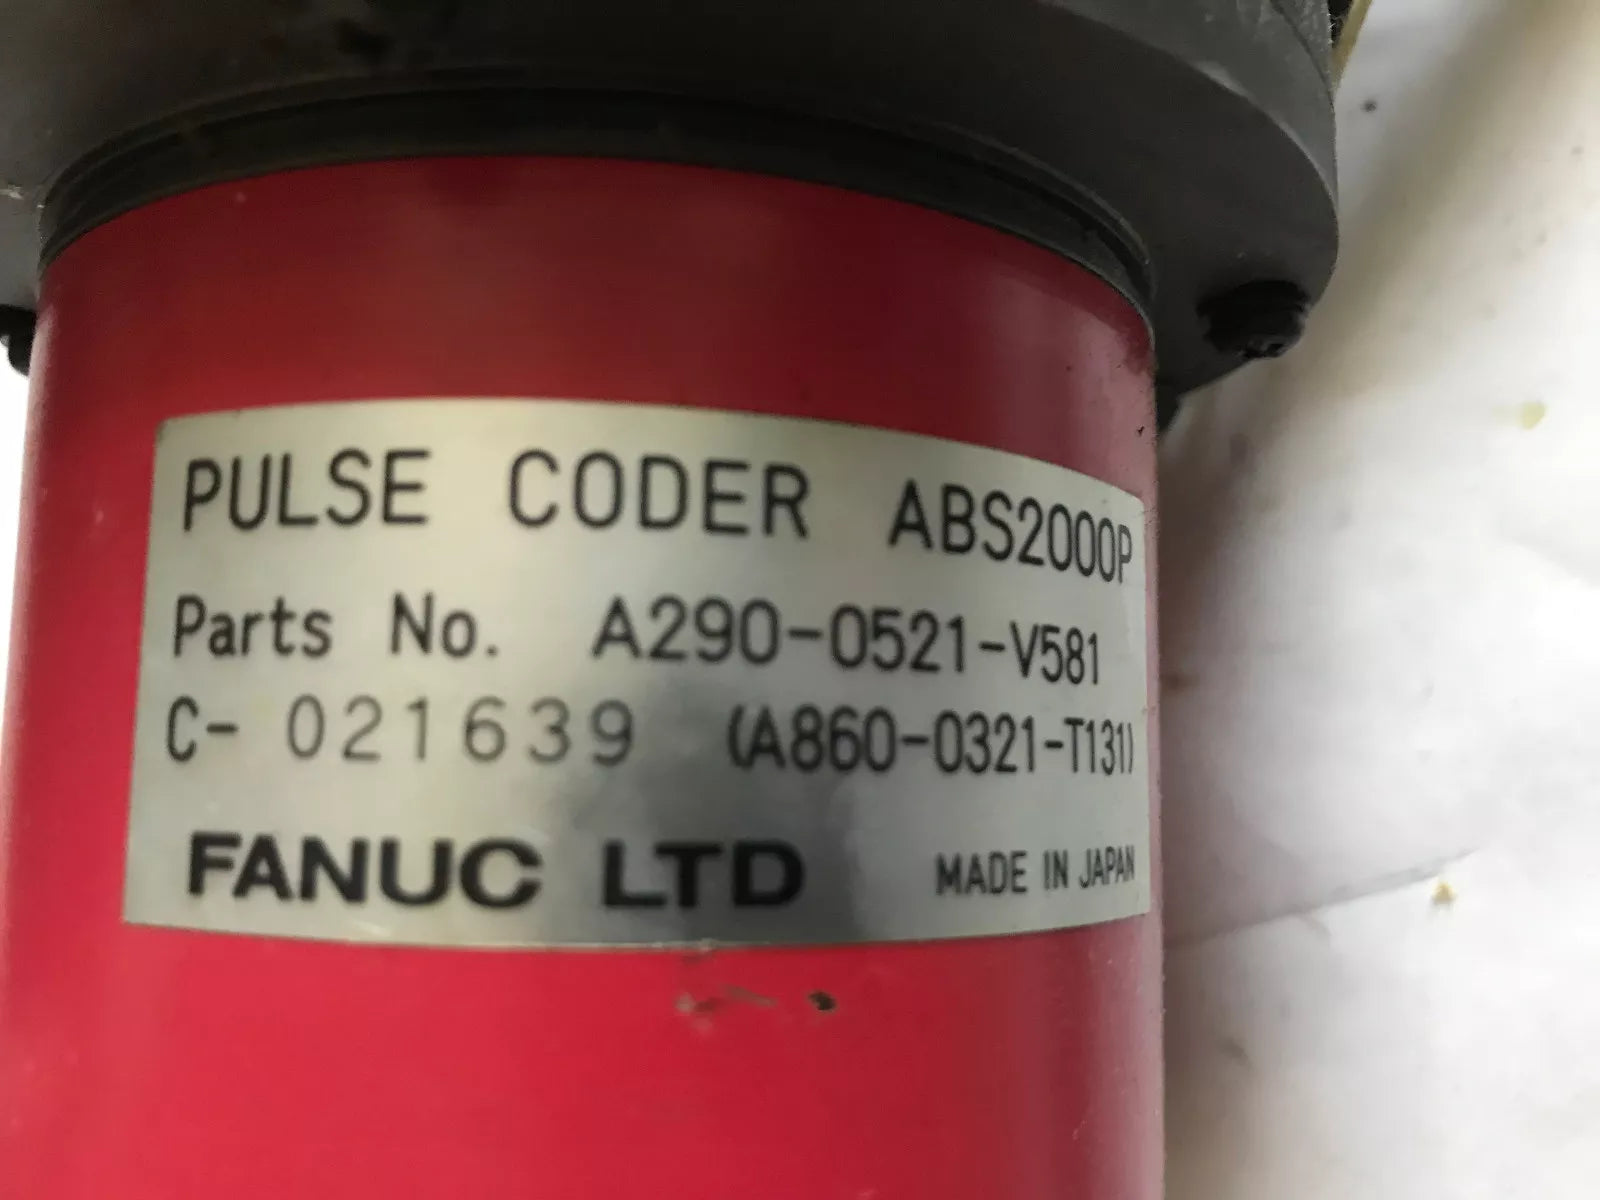 PULSE CODER ABS2000P
Parts No. A290-0521-V581
C- 021639 (A860-0321-T131)
FANUC LTD MADE IN JAPAN